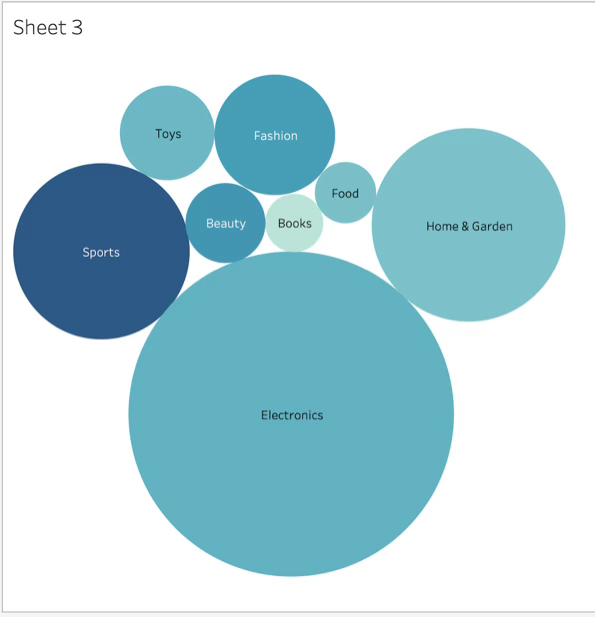 Sheet 3
Toys
Fashion
Food
Beauty
Books
Home & Garden
Sports
Electronics